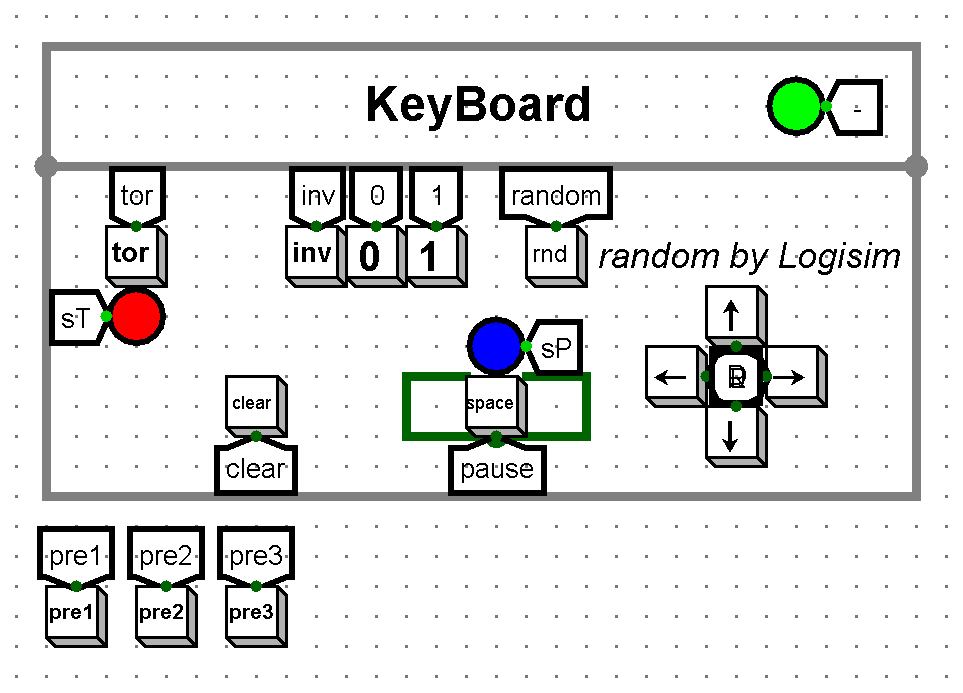 KeyBoard
-
tor
inv
0
1
random
tor
inv
0
1
rnd
random by Logisim
sT
sP
↑
←
→
↓
clear
space
clear
pause
pre1
pre2
pre3
pre1
pre2
pre3